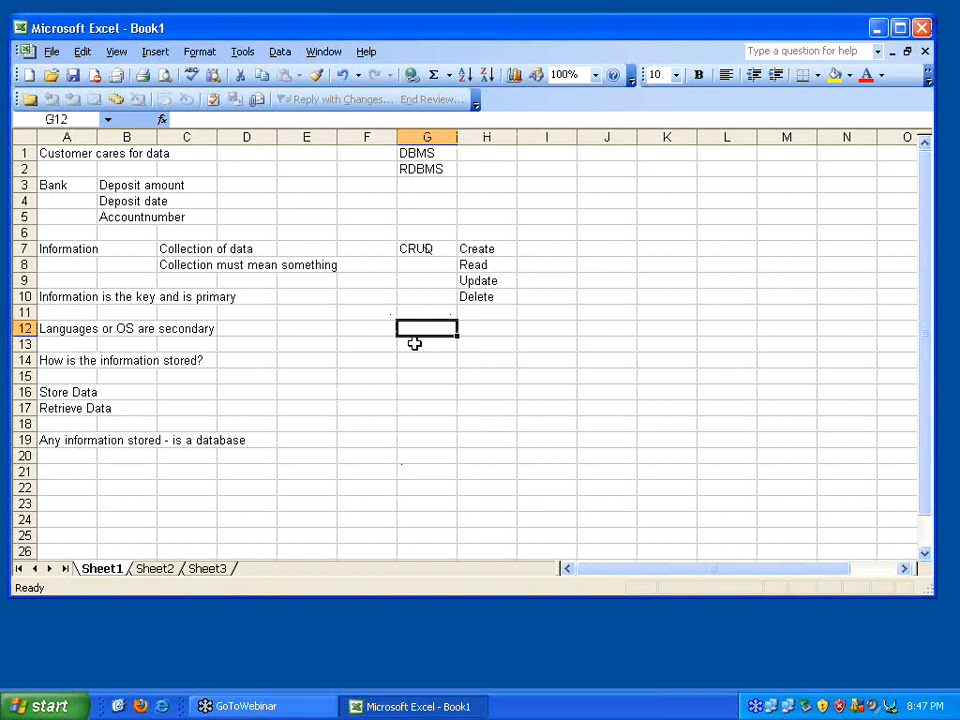 Microsoft Excel - Book1
File Edit View Insert Format Tools Data Window Help Type a question for help
100% 10 B A
Reply with Changes... End Review...
G12 fx
A B C D E F G H I J K L M N O
1 Customer cares for data DBMS
2 RDBMS
3 Bank Deposit amount
4 Deposit date
5 Accountnumber
6
7 Information Collection of data CRUD Create
8 Collection must mean something Read
9 Update
10 Information is the key and is primary Delete
11
12 Languages or OS are secondary
13
14 How is the information stored?
15
16 Store Data
17 Retrieve Data
18
19 Any information stored - is a database
20
21
22
23
24
25
26
Sheet1 Sheet2 Sheet3
Ready
start GoToWebinar Microsoft Excel - Book1 8:47 PM